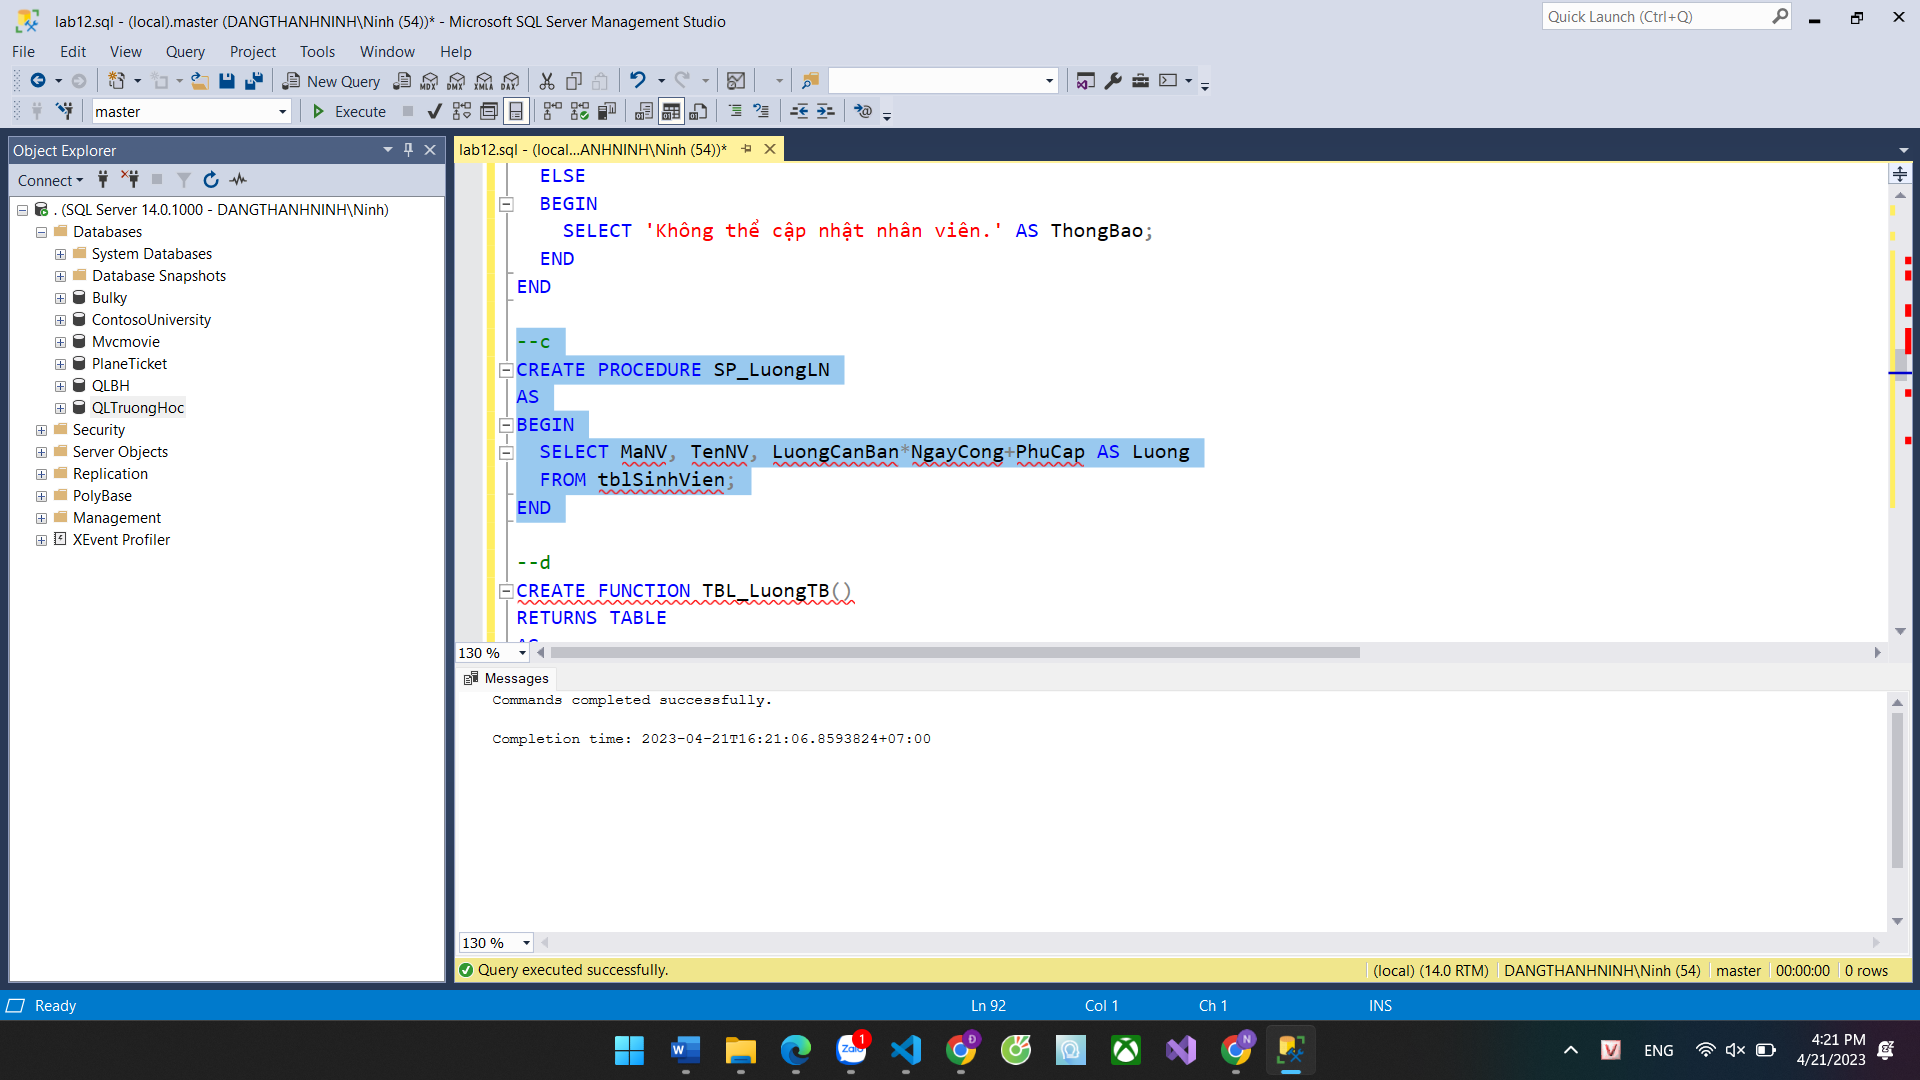 lab12.sql - (local).master (DANGTHANHNINH\Ninh (54))* - Microsoft SQL Server Management Studio
Quick Launch (Ctrl+Q)
File Edit View Query Project Tools Window Help
New Query
MDX DMX XMLA DAX
master
Execute
Object Explorer
Connect
. (SQL Server 14.0.1000 - DANGTHANHNINH\Ninh)
Databases
System Databases
Database Snapshots
Bulky
ContosoUniversity
Mvcmovie
PlaneTicket
QLBH
QLTruongHoc
Security
Server Objects
Replication
PolyBase
Management
XEvent Profiler
lab12.sql - (local...ANHNINH\Ninh (54))*
ELSE
BEGIN
SELECT 'Không thể cập nhật nhân viên.' AS ThongBao;
END
END
--c
CREATE PROCEDURE SP_LuongLN
AS
BEGIN
SELECT MaNV, TenNV, LuongCanBan*NgayCong+PhuCap AS Luong
FROM tblSinhVien;
END
--d
CREATE FUNCTION TBL_LuongTB()
RETURNS TABLE
AS
130 %
Messages
Commands completed successfully.
Completion time: 2023-04-21T16:21:06.8593824+07:00
130 %
Query executed successfully.
(local) (14.0 RTM) DANGTHANHNINH\Ninh (54) master 00:00:00 0 rows
Ready
Ln 92 Col 1 Ch 1 INS
Zalo 1
Đ
N
V
ENG
4:21 PM
4/21/2023